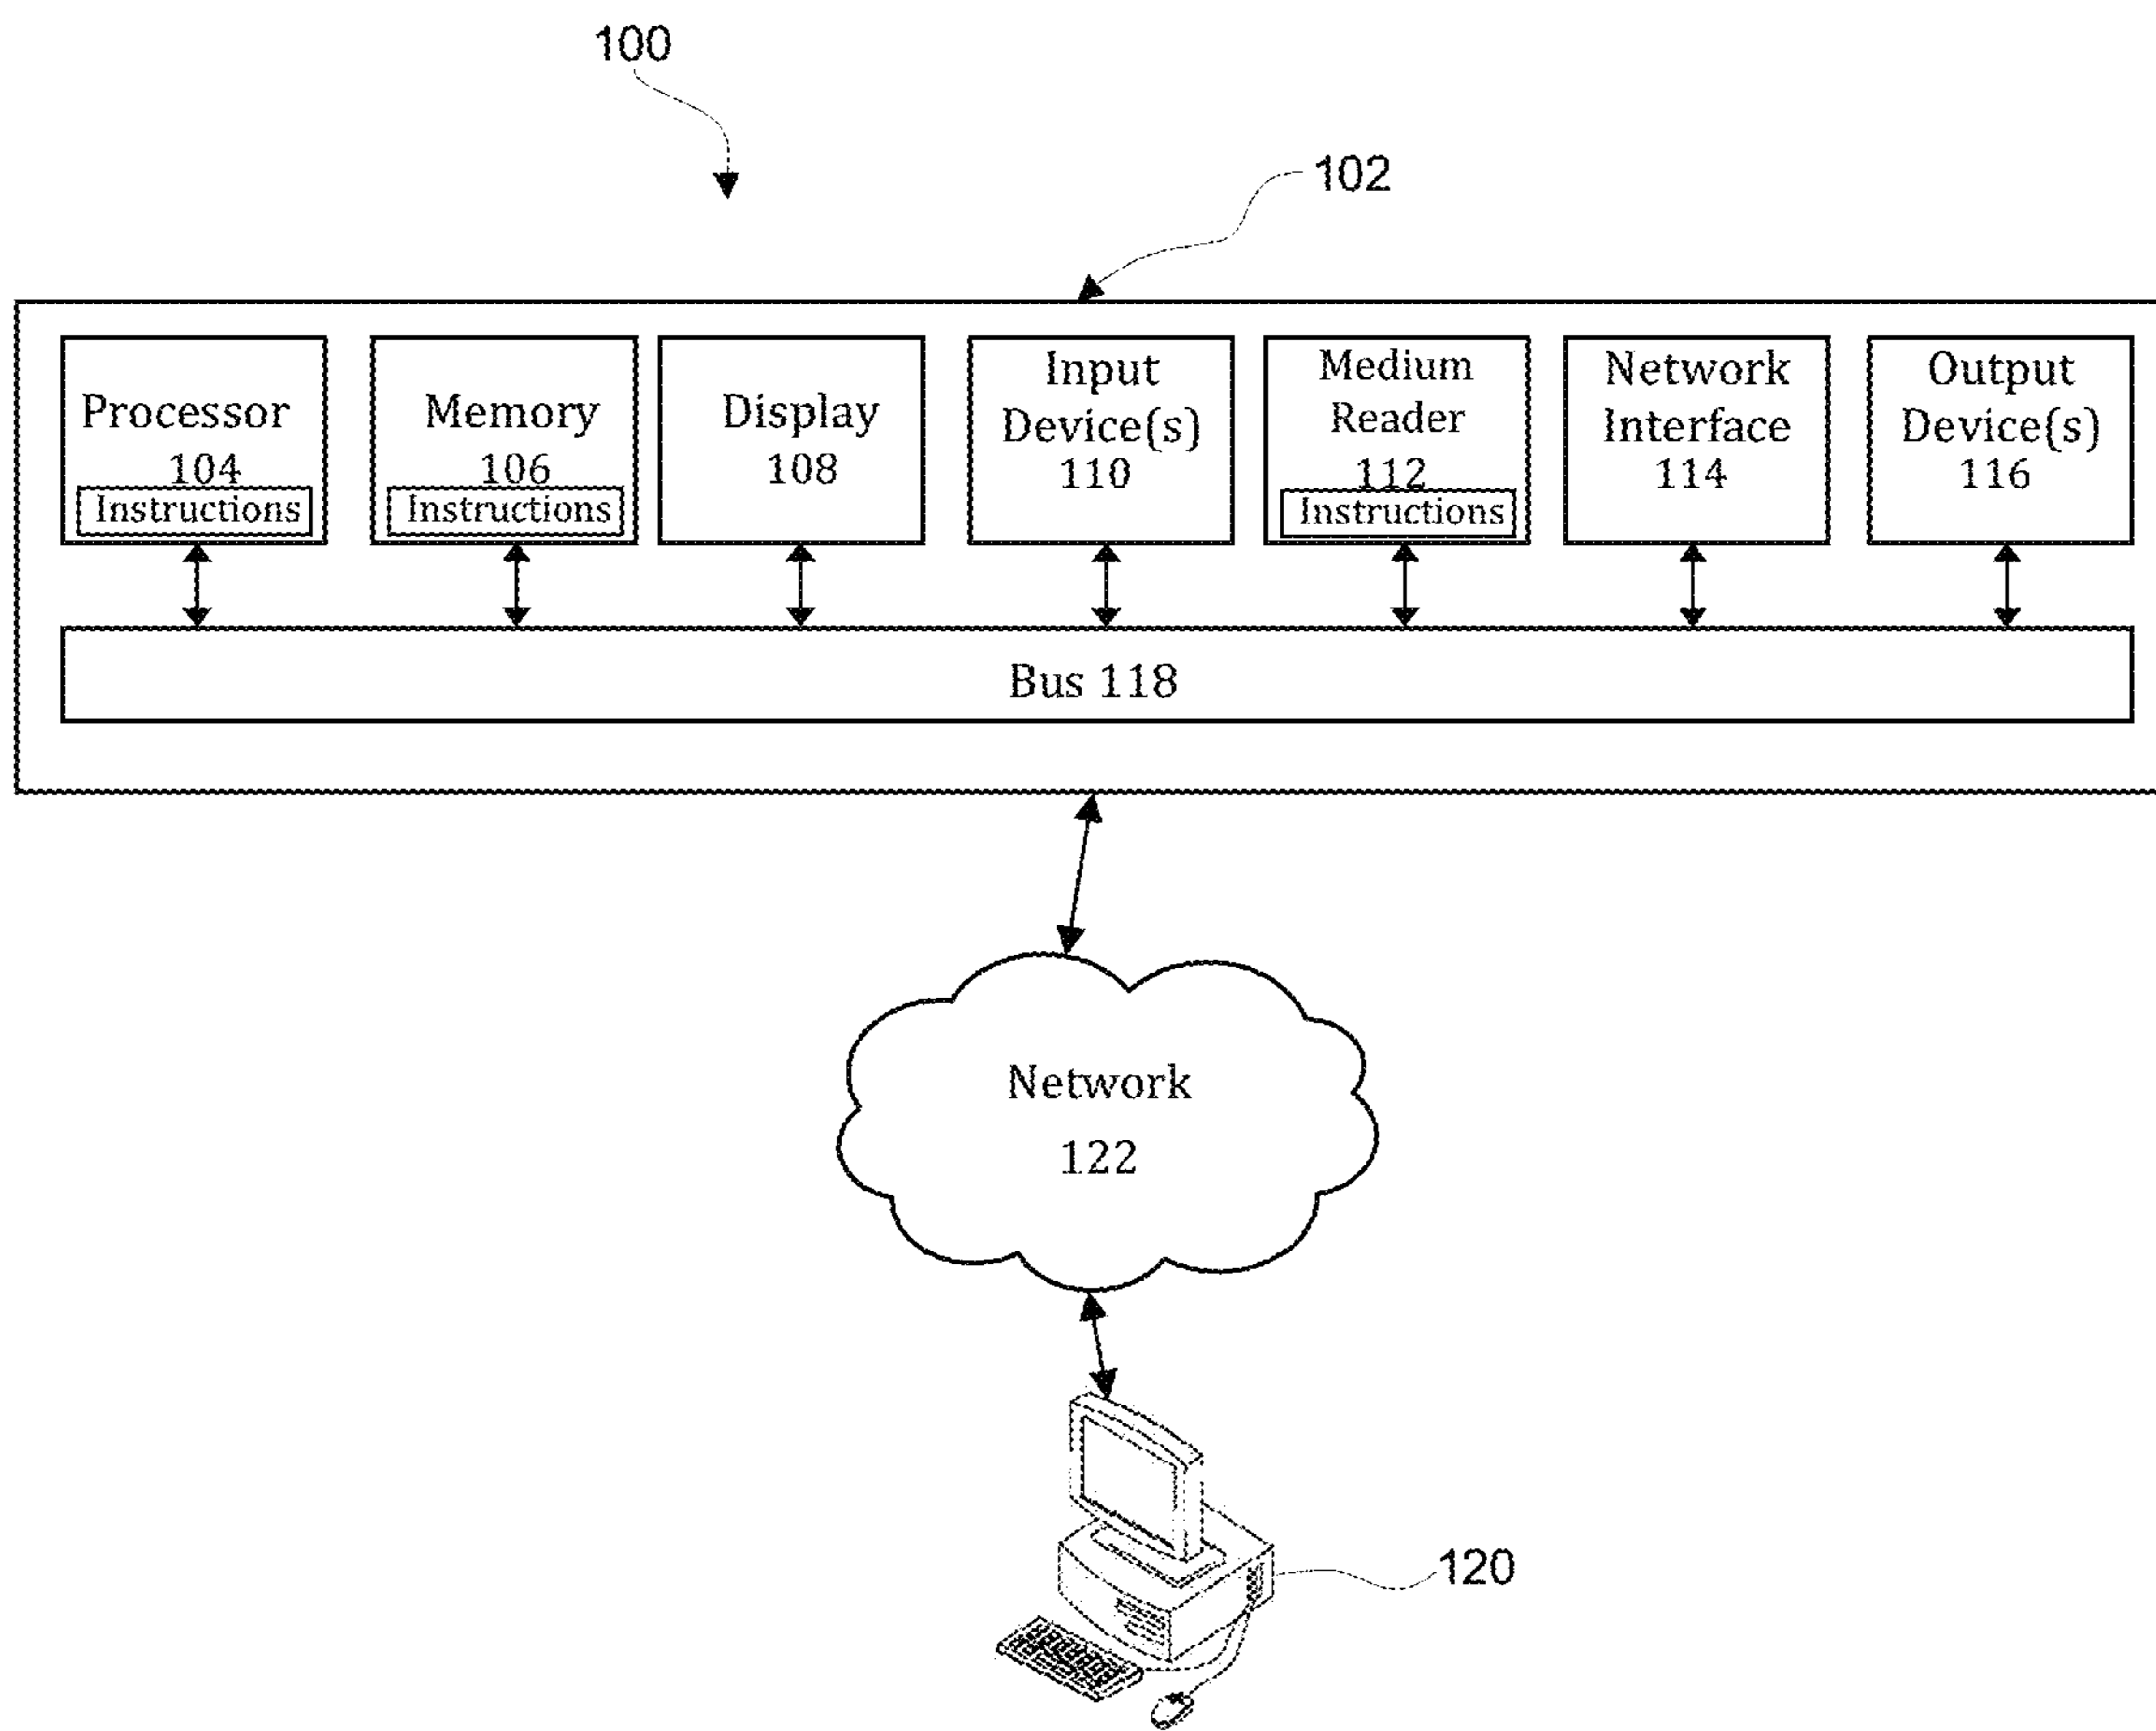 100
102
Processor
104
Instructions
Memory
106
Instructions
Display
108
Input
Device(s)
110
Medium
Reader
112
Instructions
Network
Interface
114
Output
Device(s)
116
Bus 118
Network
122
120